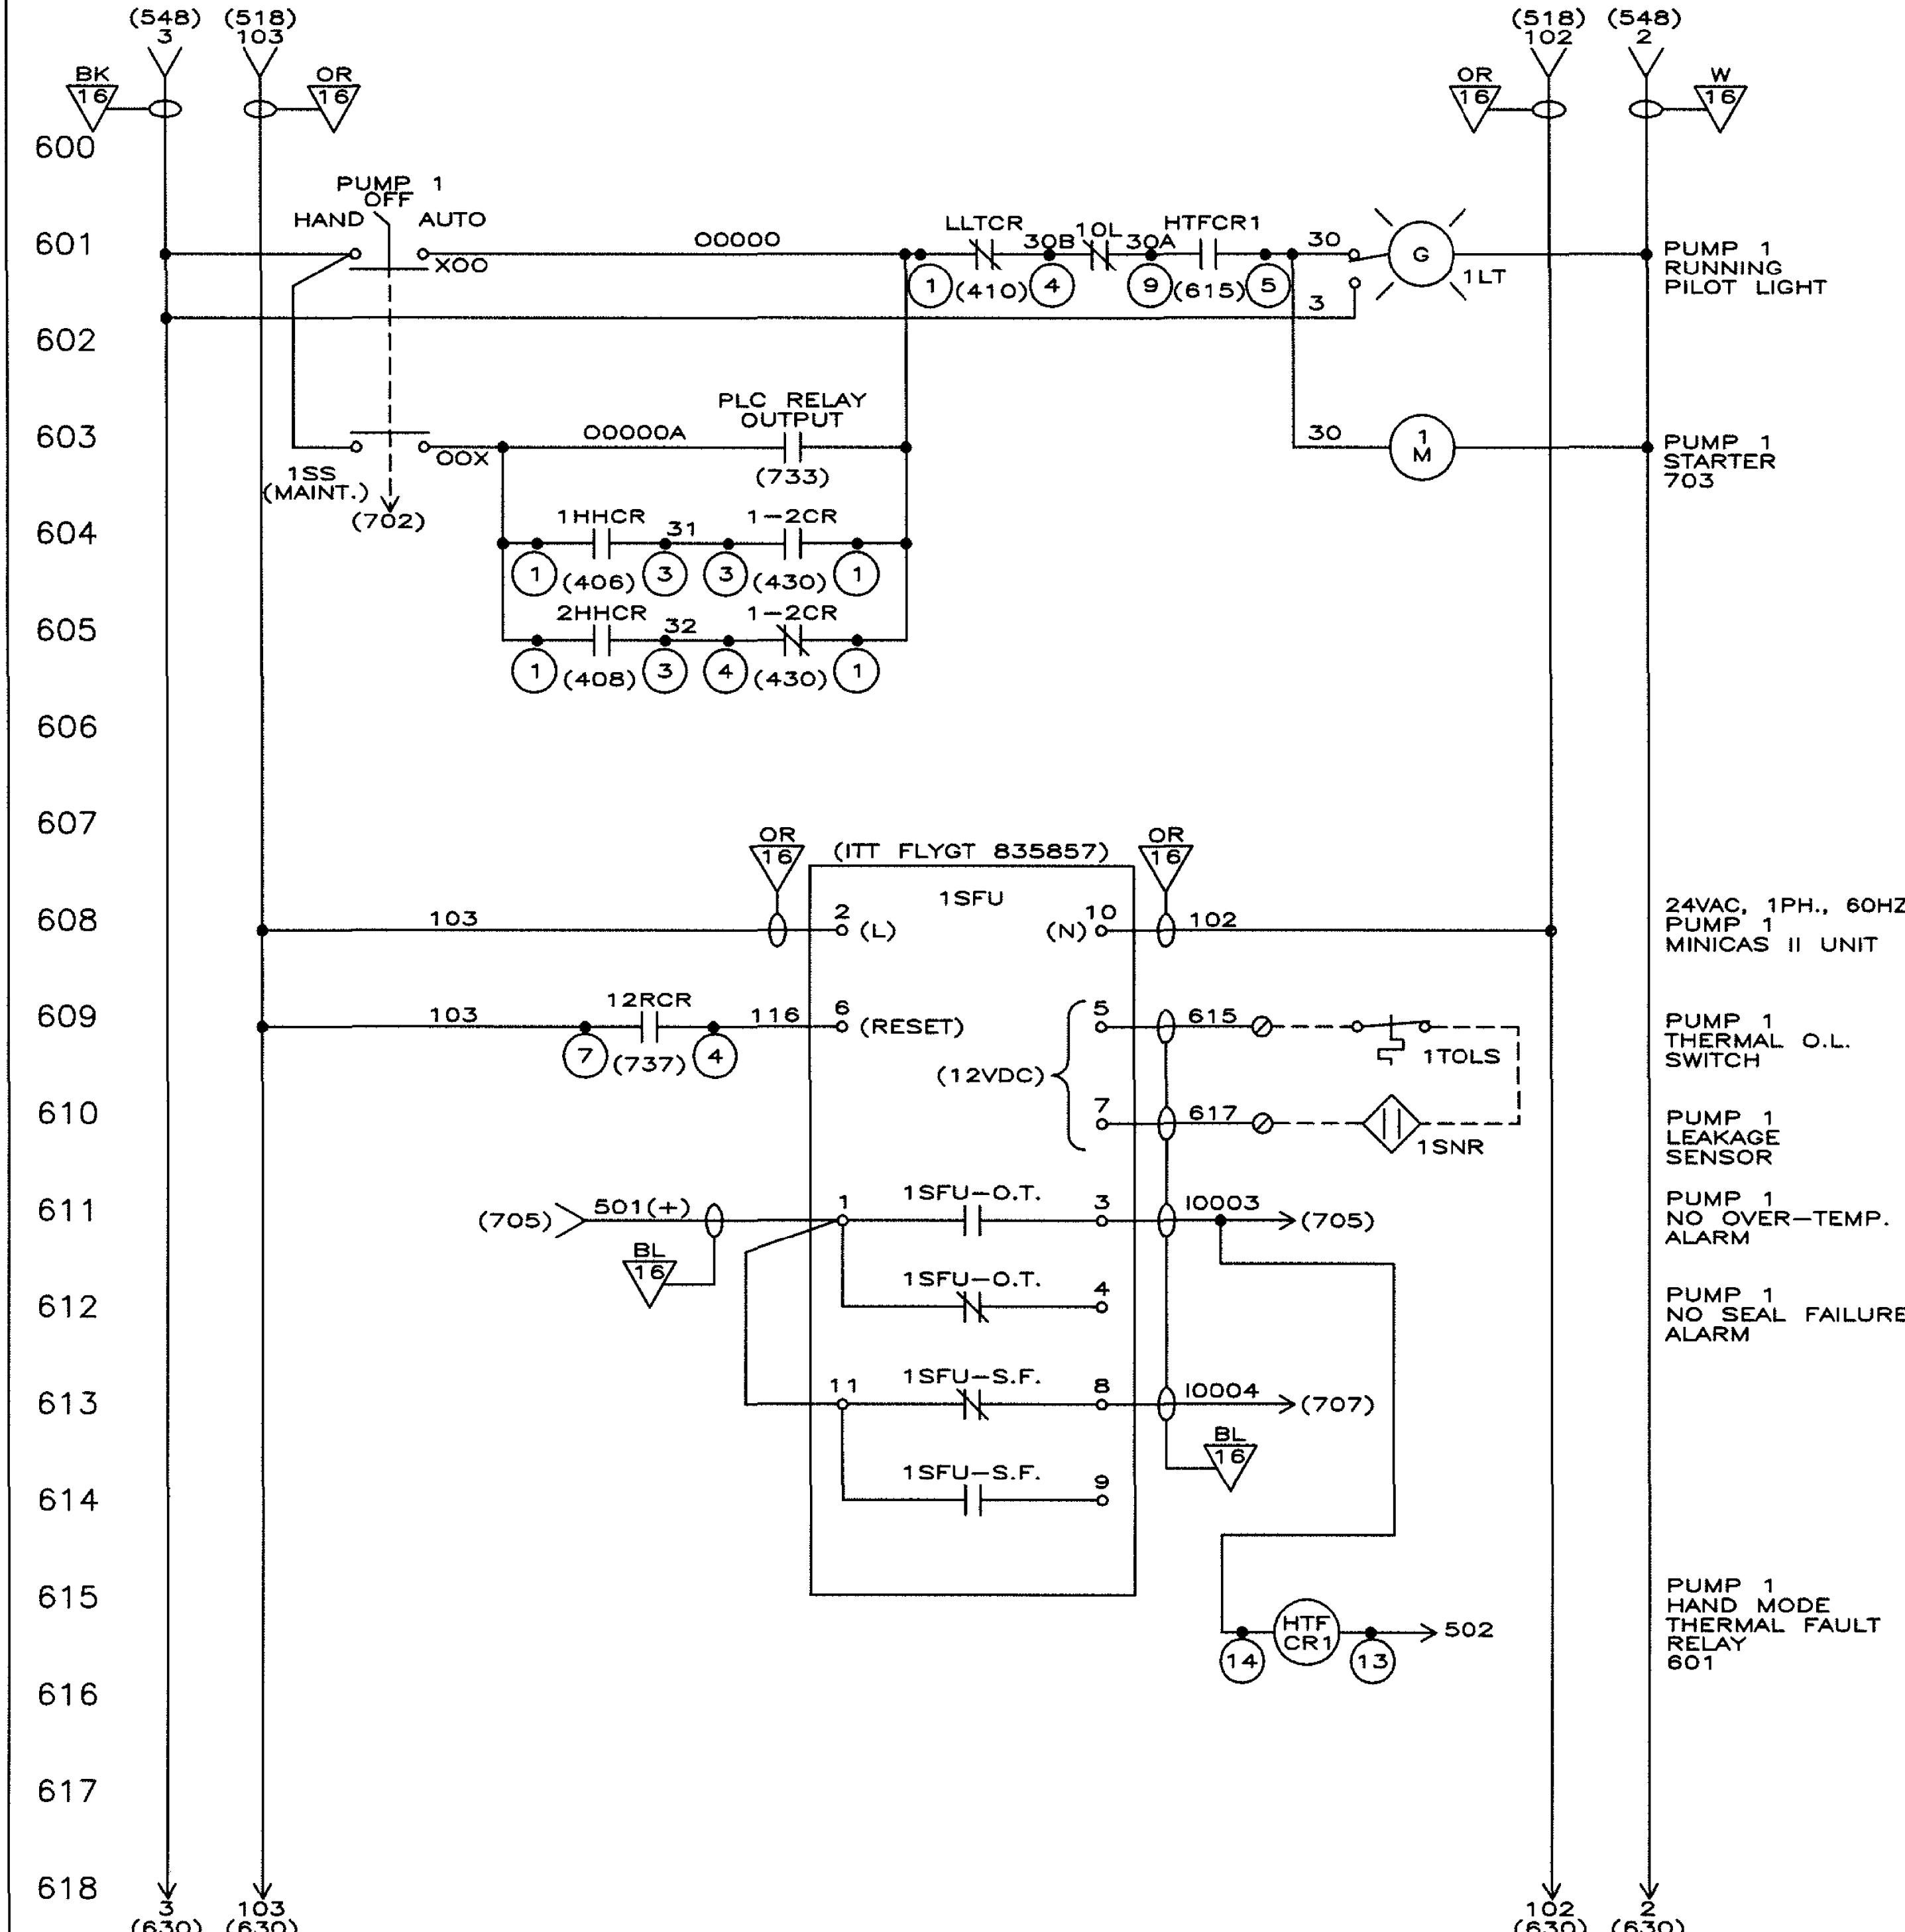 (548) (518) (518) (548)
3 103 102 2
BK OR OR W
16 16 16 16
600
PUMP 1
OFF
HAND AUTO
601
XOO
OOOOO
LLTCR 30B 1OL 30A HTFCR1 30 G 1LT
1 (410) 4 9 (615) 5
3
PUMP 1
RUNNING
PILOT LIGHT
602
603
OOX
OOOOOA
PLC RELAY
OUTPUT
(733)
30
1
M
PUMP 1
STARTER
703
1SS
(MAINT.)
(702)
604
1HHCR 31 1-2CR
1 (406) 3 3 (430) 1
605
2HHCR 32 1-2CR
1 (408) 3 4 (430) 1
606
607
OR OR
16 16
(ITT FLYGT 835857)
1SFU
608
103 2 (L) (N) 10 102
24VAC, 1PH., 60HZ
PUMP 1
MINICAS II UNIT
609
103 12RCR 116 6 (RESET) 5 615
7 (737) 4
1TOLS
(12VDC)
PUMP 1
THERMAL O.L.
SWITCH
610
7 617 1SNR
PUMP 1
LEAKAGE
SENSOR
611
(705) 501(+) 1 1SFU-O.T. 3 I0003 (705)
BL
16
PUMP 1
NO OVER-TEMP.
ALARM
612
1SFU-O.T. 4
PUMP 1
NO SEAL FAILURE
ALARM
613
11 1SFU-S.F. 8 I0004 (707)
BL
16
614
1SFU-S.F. 9
615
HTF
CR1
502
14 13
PUMP 1
HAND MODE
THERMAL FAULT
RELAY
601
616
617
618
3 103 102 2
(630) (630) (630) (630)